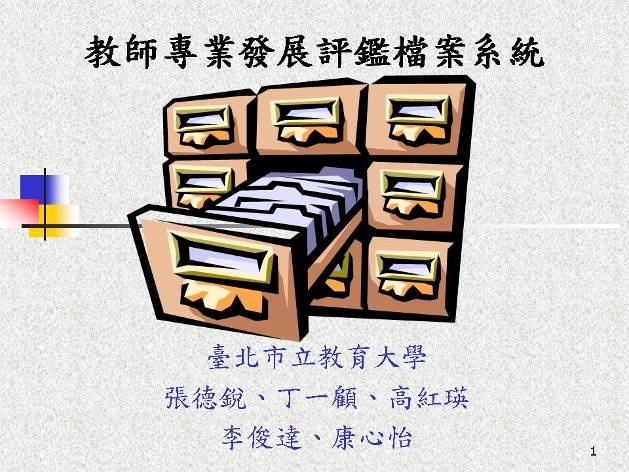 教師專業發展評鑑檔案系統
臺北市立教育大學
張德銳、丁一顧、高紅瑛
李俊達、康心怡
1